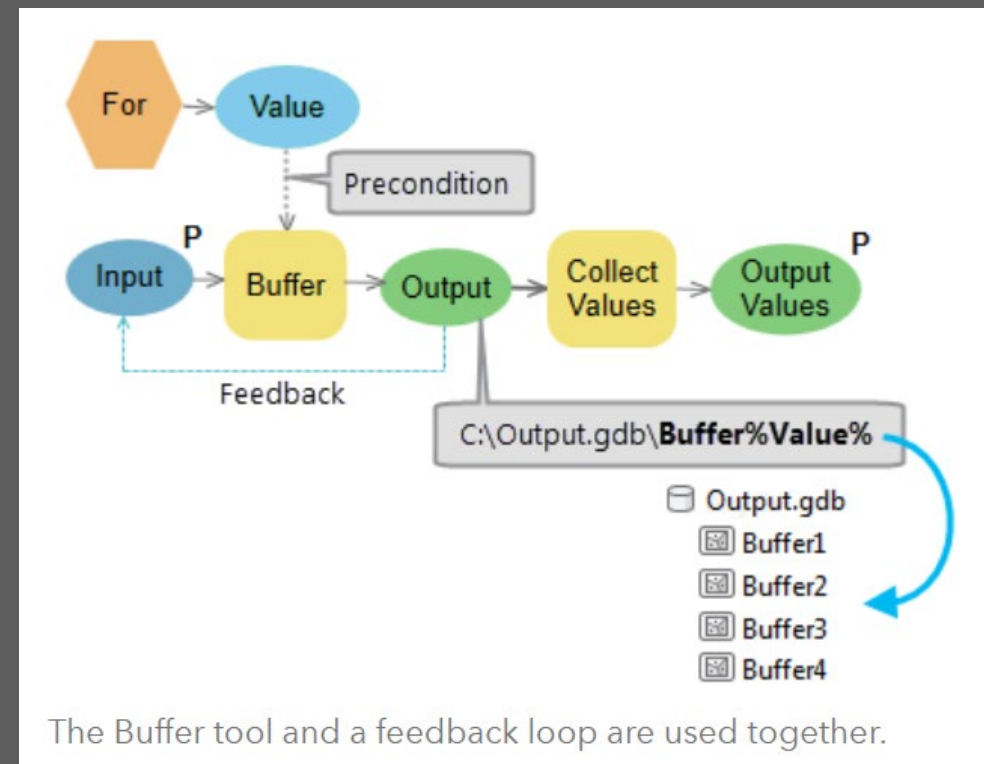 For
Value
Precondition
P
Input
Buffer
Output
Collect
Values
P
Output
Values
Feedback
C:\Output.gdb\Buffer%Value%
Output.gdb
Buffer1
Buffer2
Buffer3
Buffer4
The Buffer tool and a feedback loop are used together.